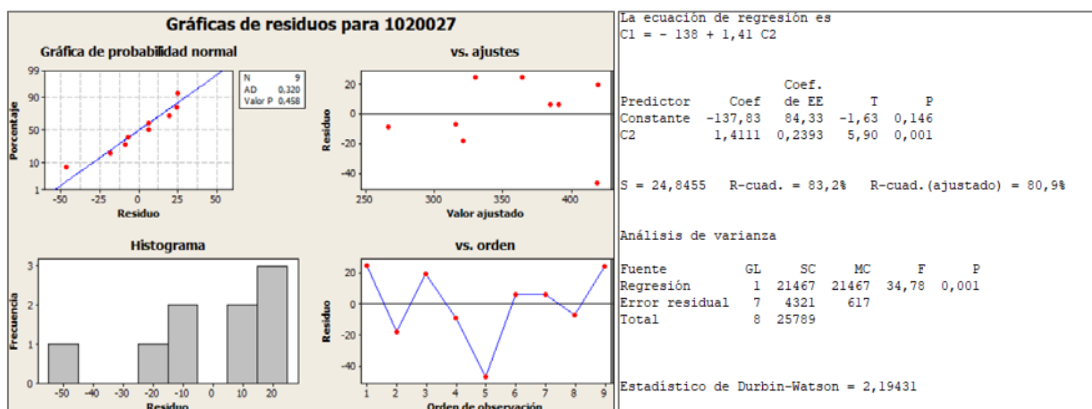 Gráficas de residuos para 1020027
Gráfica de probabilidad normal
99
90
50
10
1
Porcentaje
-50 -25 0 25 50
Residuo
N 9
AD 0,320
Valor P 0,458
vs. ajustes
20
0
-20
-40
Residuo
250 300 350 400
Valor ajustado
Histograma
3
2
1
0
Frecuencia
-50 -40 -30 -20 -10 0 10 20
Residuo
vs. orden
20
0
-20
-40
Residuo
1 2 3 4 5 6 7 8 9
Orden de observación
La ecuación de regresión es
C1 = - 138 + 1,41 C2
Coef.
Predictor Coef de EE T P
Constante -137,83 84,33 -1,63 0,146
C2 1,4111 0,2393 5,90 0,001
S = 24,8455 R-cuad. = 83,2% R-cuad.(ajustado) = 80,9%
Análisis de varianza
Fuente GL SC MC F P
Regresión 1 21467 21467 34,78 0,001
Error residual 7 4321 617
Total 8 25789
Estadístico de Durbin-Watson = 2,19431